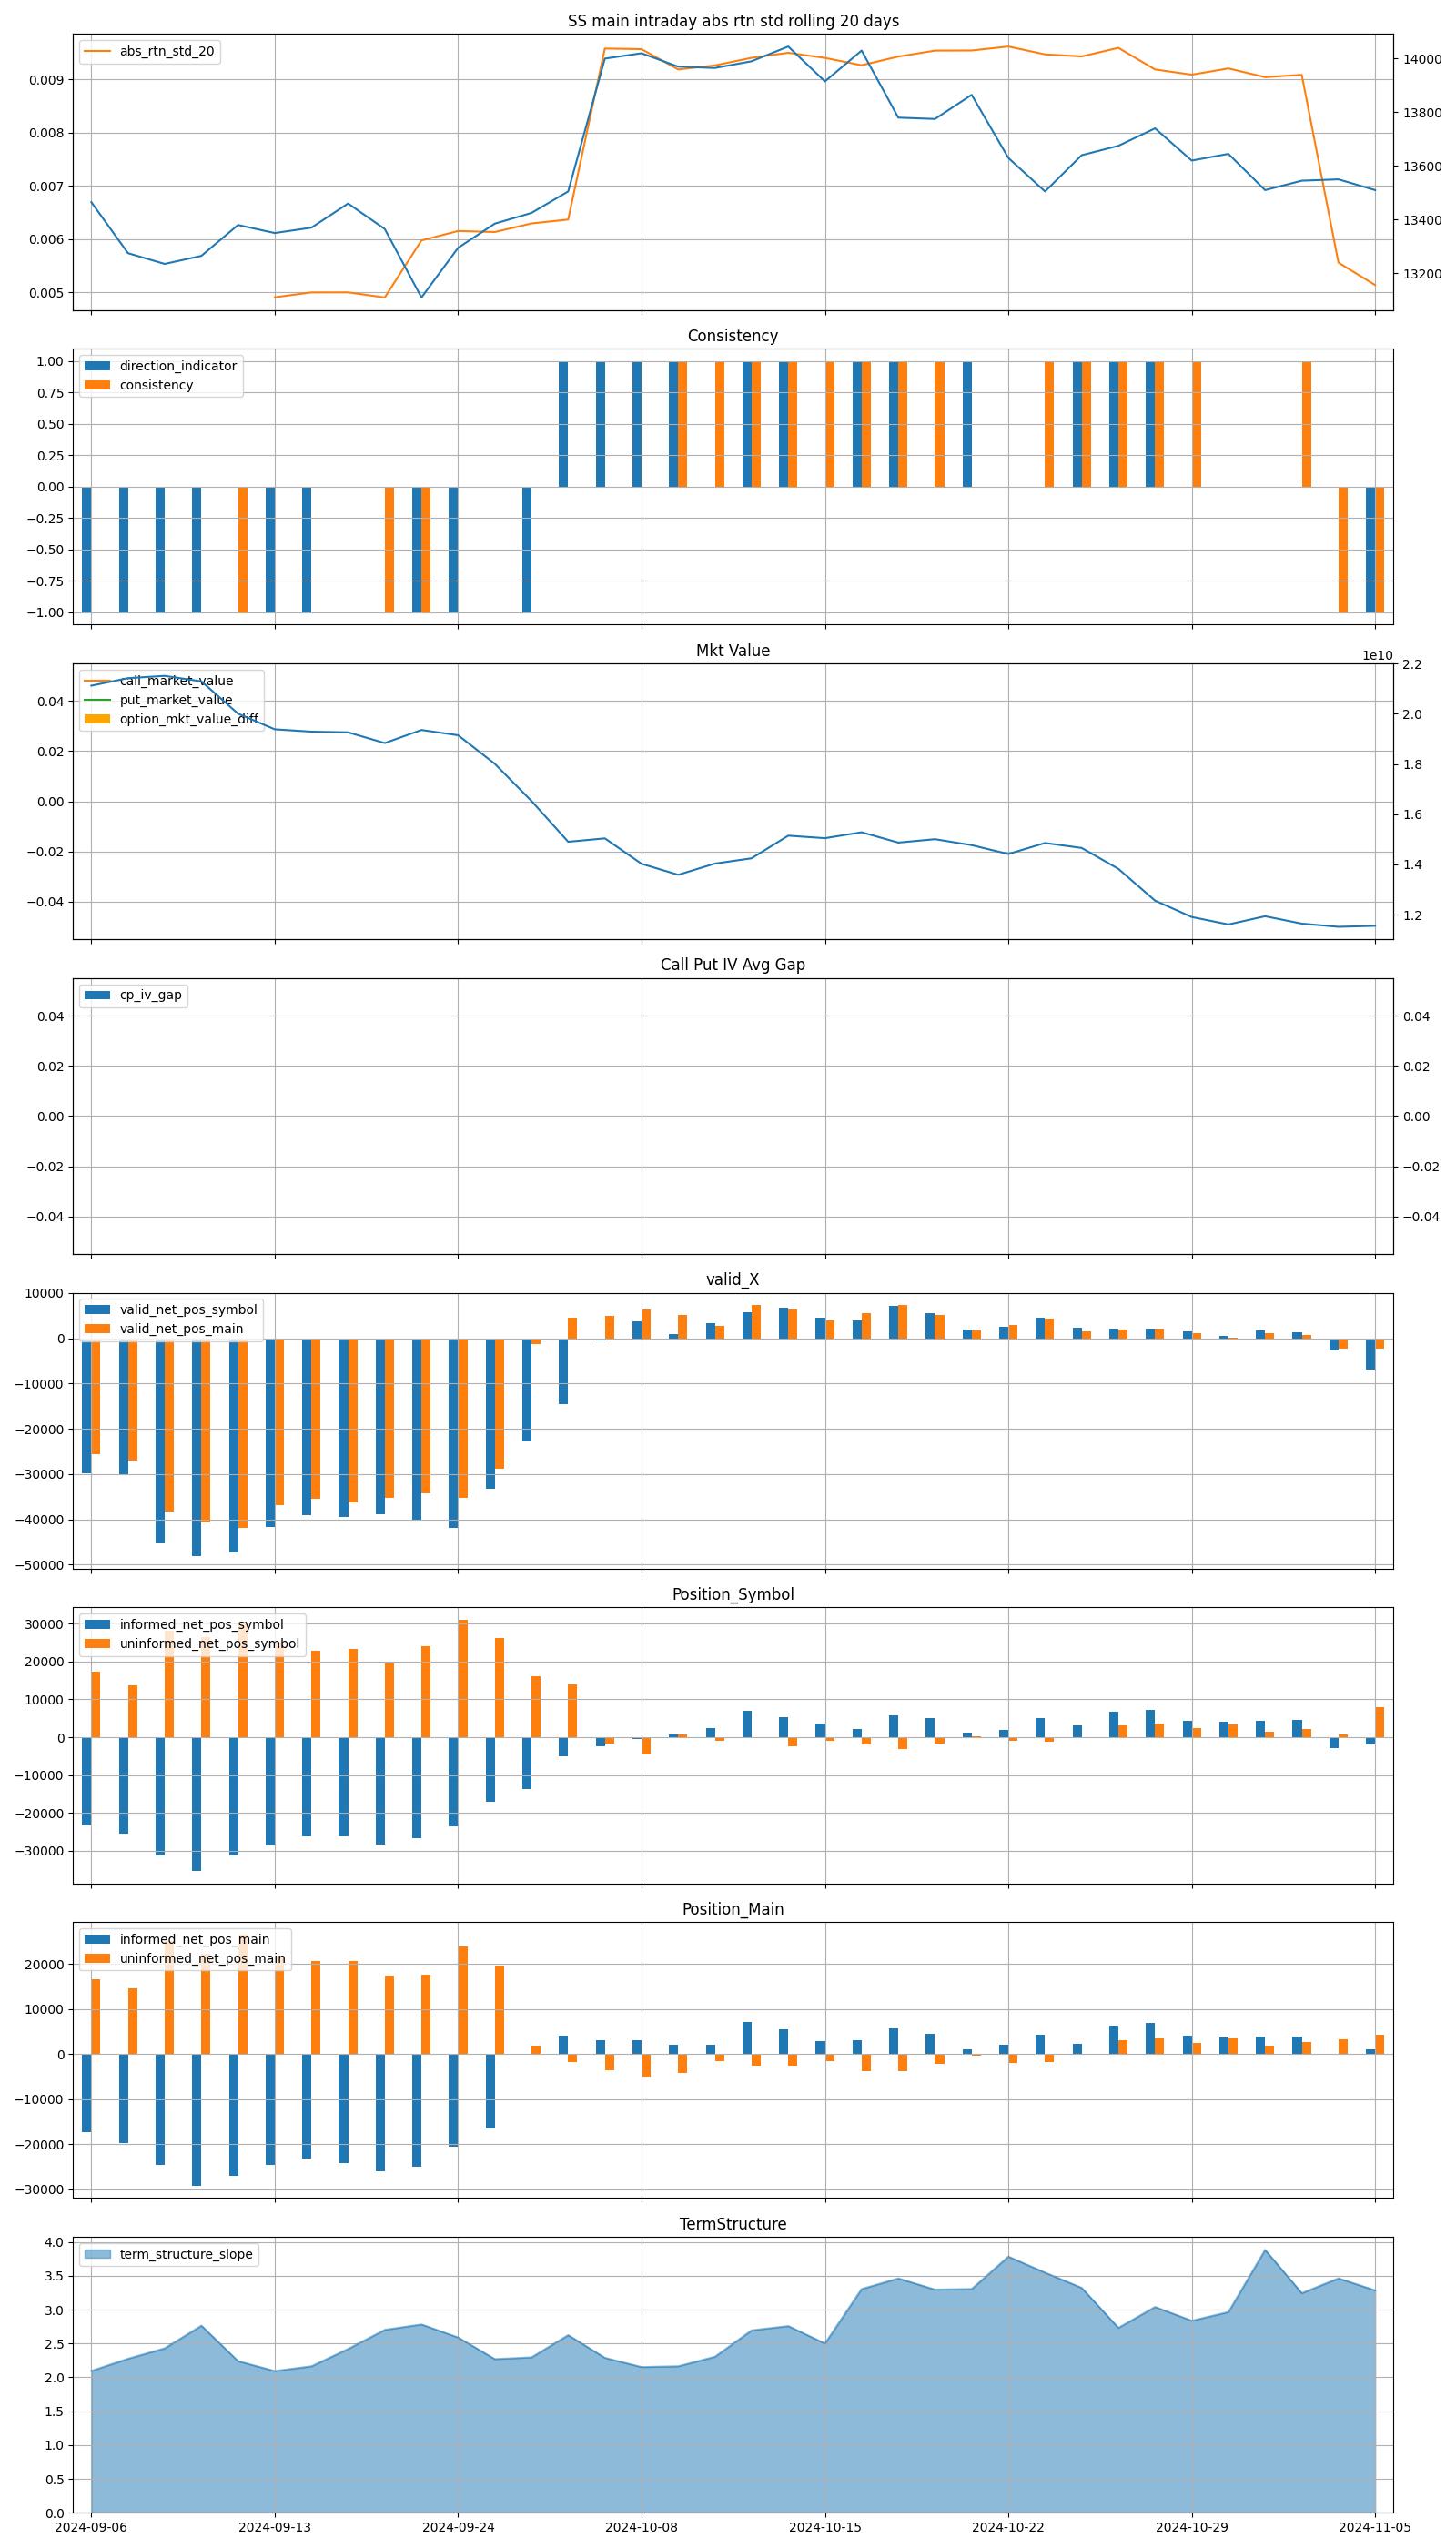 SS main intraday abs rtn std rolling 20 days
abs_rtn_std_20
0.009
0.008
0.007
0.006
0.005
14000
13800
13600
13400
13200
Consistency
direction_indicator
consistency
1.00
0.75
0.50
0.25
0.00
−0.25
−0.50
−0.75
−1.00
Mkt Value
1e10
call_market_value
put_market_value
option_mkt_value_diff
0.04
0.02
0.00
−0.02
−0.04
2.2
2.0
1.8
1.6
1.4
1.2
Call Put IV Avg Gap
cp_iv_gap
0.04
0.02
0.00
−0.02
−0.04
0.04
0.02
0.00
−0.02
−0.04
valid_X
valid_net_pos_symbol
valid_net_pos_main
10000
0
−10000
−20000
−30000
−40000
−50000
Position_Symbol
informed_net_pos_symbol
uninformed_net_pos_symbol
30000
20000
10000
0
−10000
−20000
−30000
Position_Main
informed_net_pos_main
uninformed_net_pos_main
20000
10000
0
−10000
−20000
−30000
TermStructure
term_structure_slope
4.0
3.5
3.0
2.5
2.0
1.5
1.0
0.5
0.0
2024-09-06 2024-09-13 2024-09-24 2024-10-08 2024-10-15 2024-10-22 2024-10-29 2024-11-05